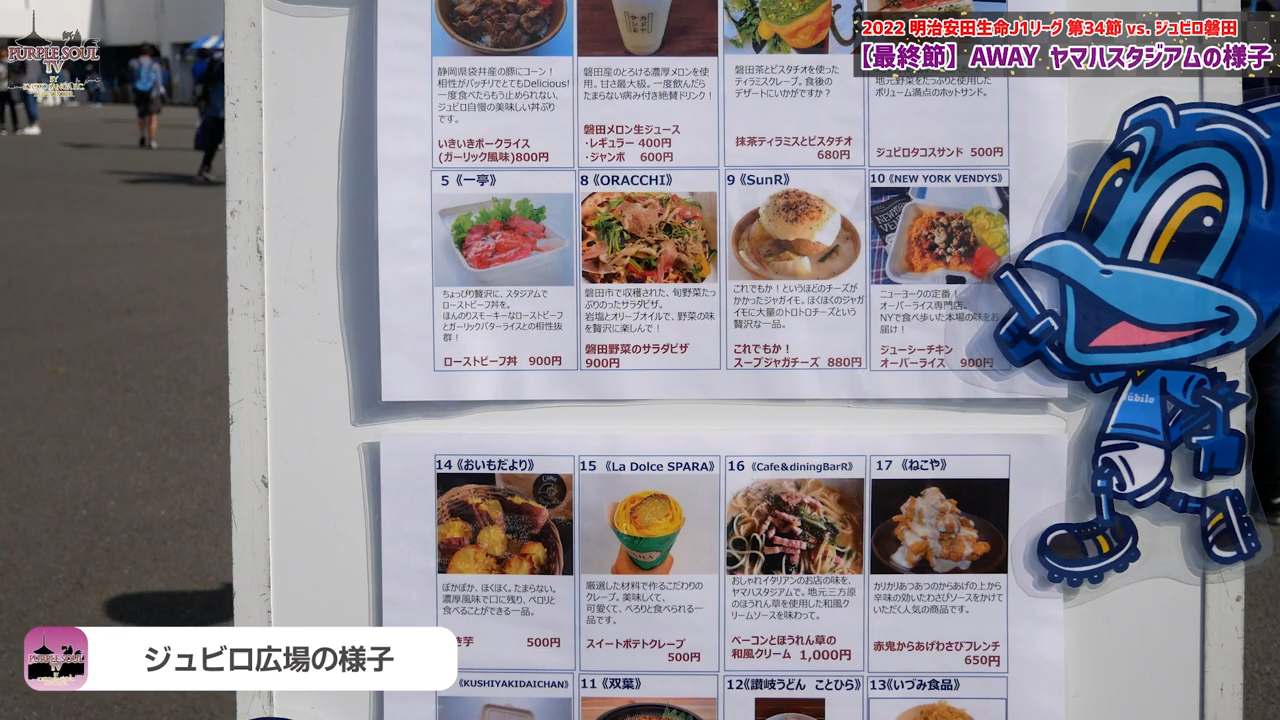 PURPLE SOUL
TV
2022 明治安田生命J1リーグ 第34節 vs. ジュビロ磐田
【最終節】 AWAY ヤマハスタジアムの様子
静岡県袋井産の豚にコーン！
相性がバッチリでとてもDelicious!
一度食べたらもう止められない、
ジュビロ自慢の美味しい丼ぶり
です。
いきいきポークライス
(ガーリック風味)800円
磐田産のとろける濃厚メロンを使
用。甘さ最大級。一度飲んだら
たまらない病み付き絶賛ドリンク！
磐田メロン生ジュース
・レギュラー 400円
・ジャンボ 600円
磐田茶とピスタチオを使った
ティラミスクレープ。食後の
デザートにいかがですか？
抹茶ティラミスとピスタチオ
680円
地元野菜をたっぷりと使用した
ボリューム満点のホットサンド。
ジュビロタコスサンド 500円
5《一亭》
ちょっぴり贅沢に、スタジアムで
ローストビーフ丼を。
ほんのりスモーキーなローストビーフ
とガーリックバターライスとの相性抜
群！
ローストビーフ丼 900円
8《ORACCHI》
磐田市で収穫された、旬野菜たっ
ぷりのったサラダピザ。
岩塩とオリーブオイルで、野菜の味
を贅沢に楽しんで！
磐田野菜のサラダピザ
900円
9《SunR》
これでもか！というほどのチーズが
かかったジャガイモ。ほくほくのジャガ
イモに大量のトロトロチーズという
贅沢な一品。
これでもか！
スープジャガチーズ 880円
10《NEW YORK VENDYS》
ニューヨークの定番！
オーバーライス専門店。
NYで食べ歩いた本場の味をお
届け！
ジューシーチキン
オーバーライス 900円
Júbilo
14《おいもだより》
ぽかぽか、ほくほく。たまらない。
濃厚風味で口に残り、ペロリと
食べることができる一品。
き芋 500円
15《La Dolce SPARA》
厳選した材料で作るこだわりの
クレープ。美味しくて、
可愛くて、ぺろりと食べられる一
品です。
スイートポテトクレープ
500円
16《Cafe&diningBarR》
おしゃれイタリアンのお店の味を、
ヤマハスタジアムで。地元三方原
のほうれん草を使用した和風ク
リームソースを味わって。
ベーコンとほうれん草の
和風クリーム 1,000円
17《ねこや》
カリカリあつあつのからあげの上から
辛味の効いたわさびソースをかけて
いただく人気の商品です。
赤鬼からあげわさびフレンチ
650円
PURPLE SOUL
TV
ジュビロ広場の様子
《KUSHIYAKIDAICHAN》
11《双葉》
12《讃岐うどん ことひら》
13《いづみ食品》